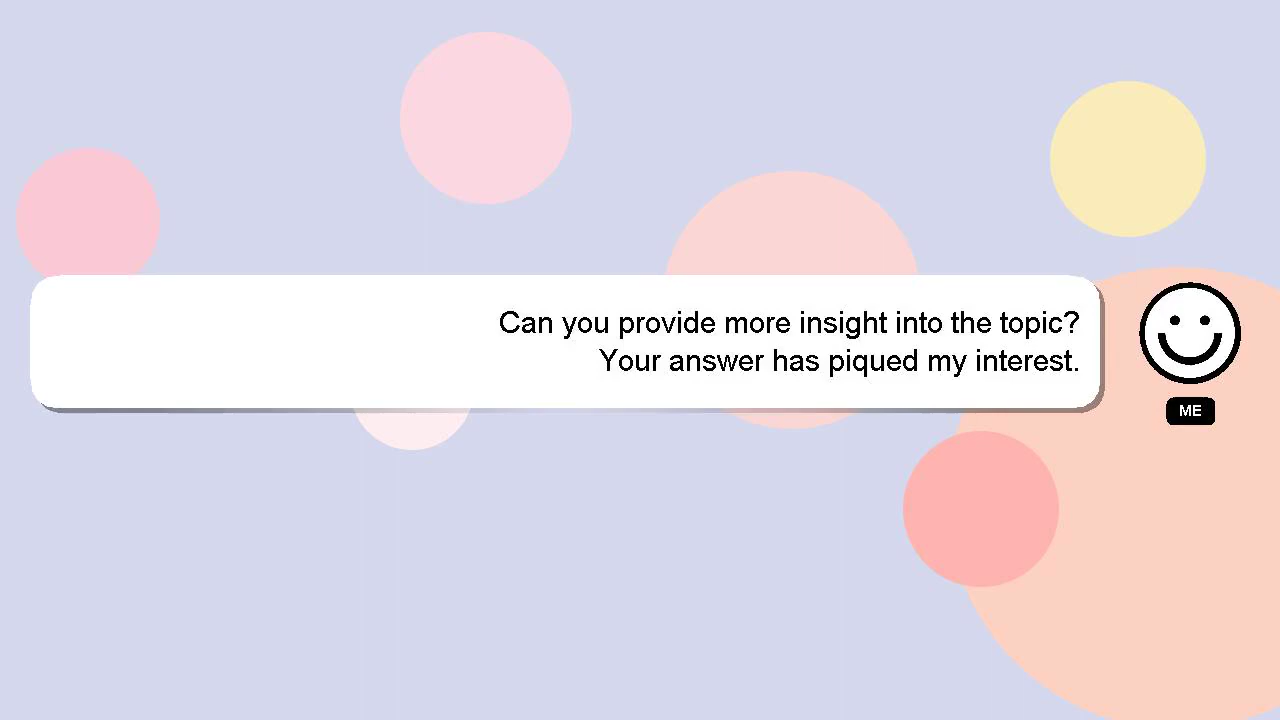 Can you provide more insight into the topic?
Your answer has piqued my interest.
ME